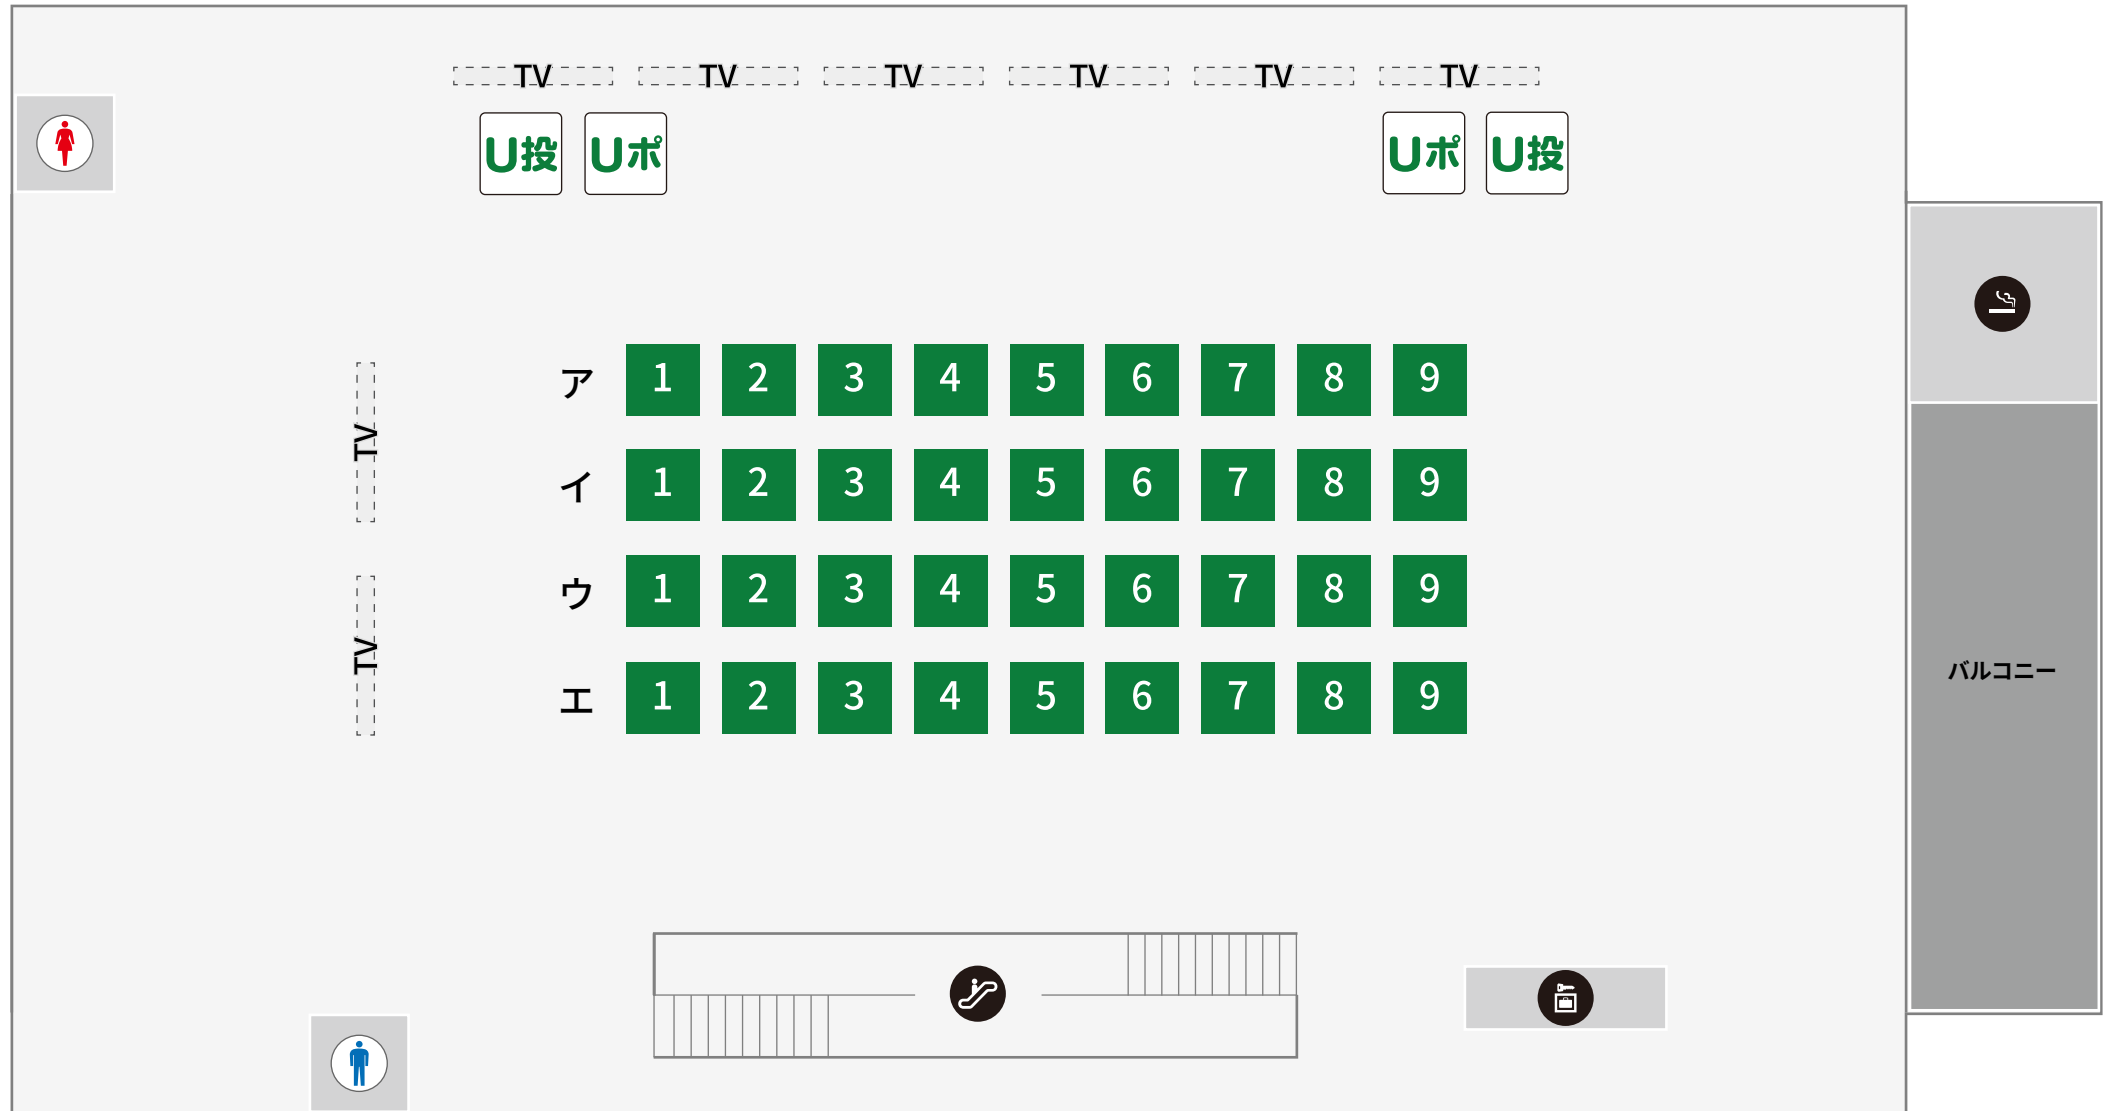 TV TV TV TV TV TV
U投 Uポ Uポ U投
ア 1 2 3 4 5 6 7 8 9
TV
イ 1 2 3 4 5 6 7 8 9
ウ 1 2 3 4 5 6 7 8 9
TV
エ 1 2 3 4 5 6 7 8 9
バルコニー